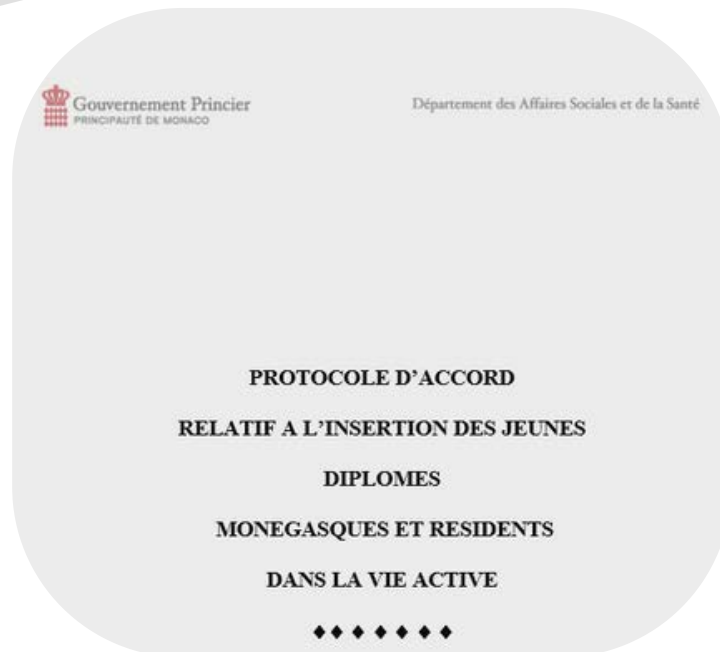 Gouvernement Princier
PRINCIPAUTÉ DE MONACO
Département des Affaires Sociales et de la Santé
PROTOCOLE D'ACCORD
RELATIF A L'INSERTION DES JEUNES
DIPLOMES
MONEGASQUES ET RESIDENTS
DANS LA VIE ACTIVE